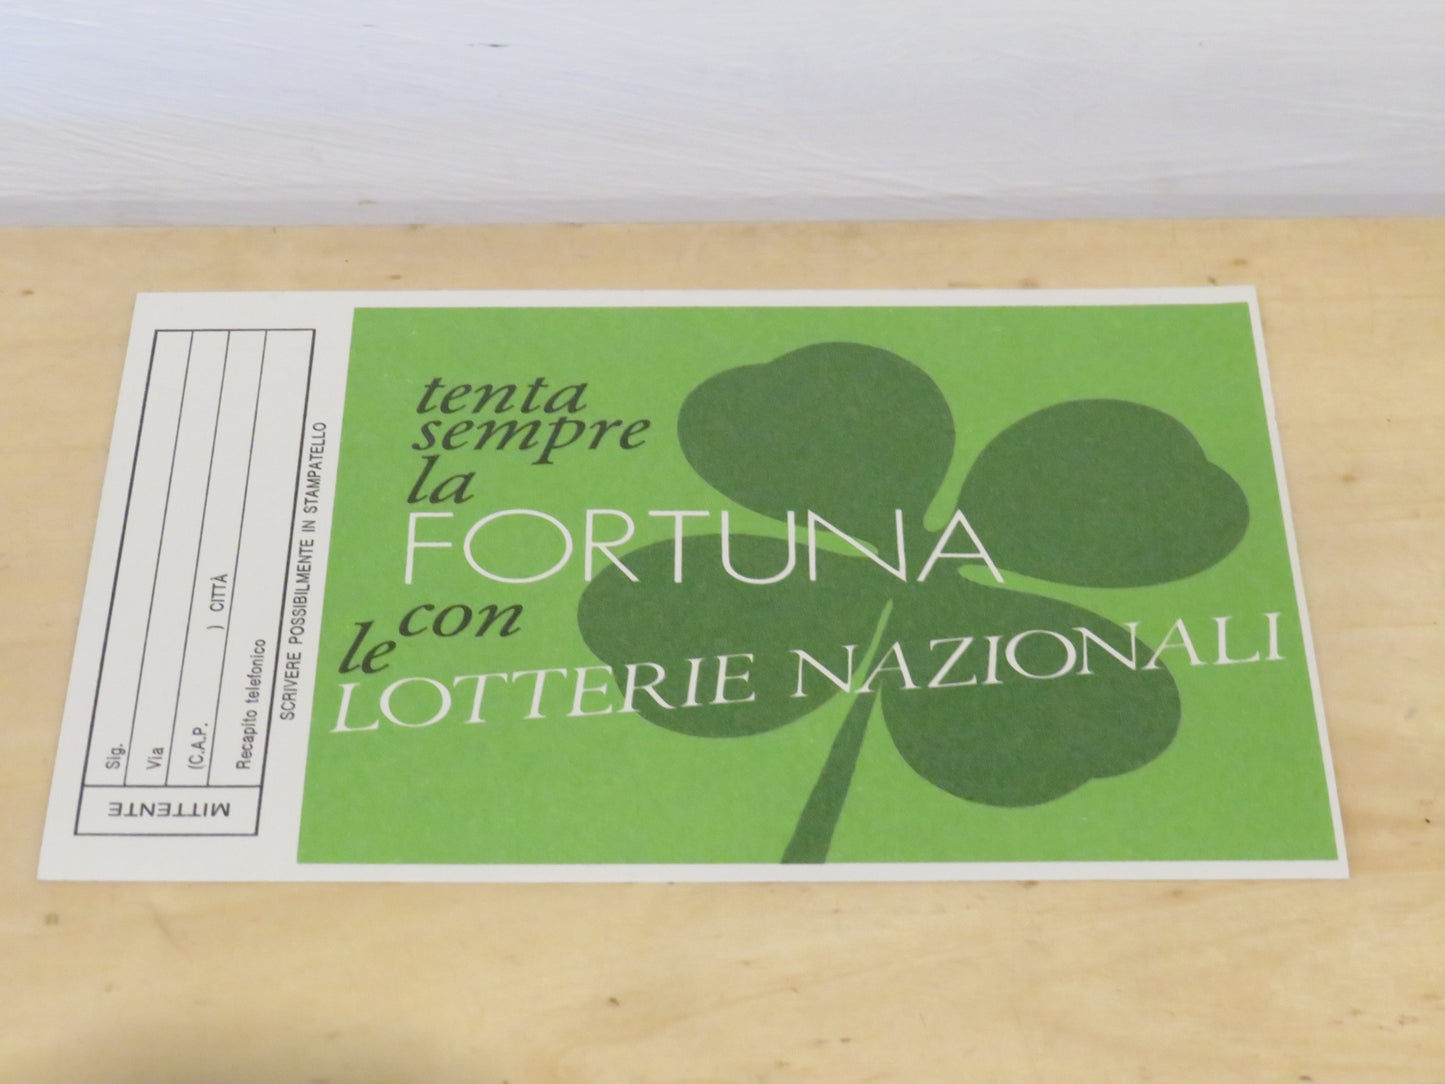 tenta
sempre
la
FORTUNA
con
le
LOTTERIE NAZIONALI
MITTENTE
Sig.
Via
(C.A.P. ) CITTÀ
Recapito telefonico
SCRIVERE POSSIBILMENTE IN STAMPATELLO